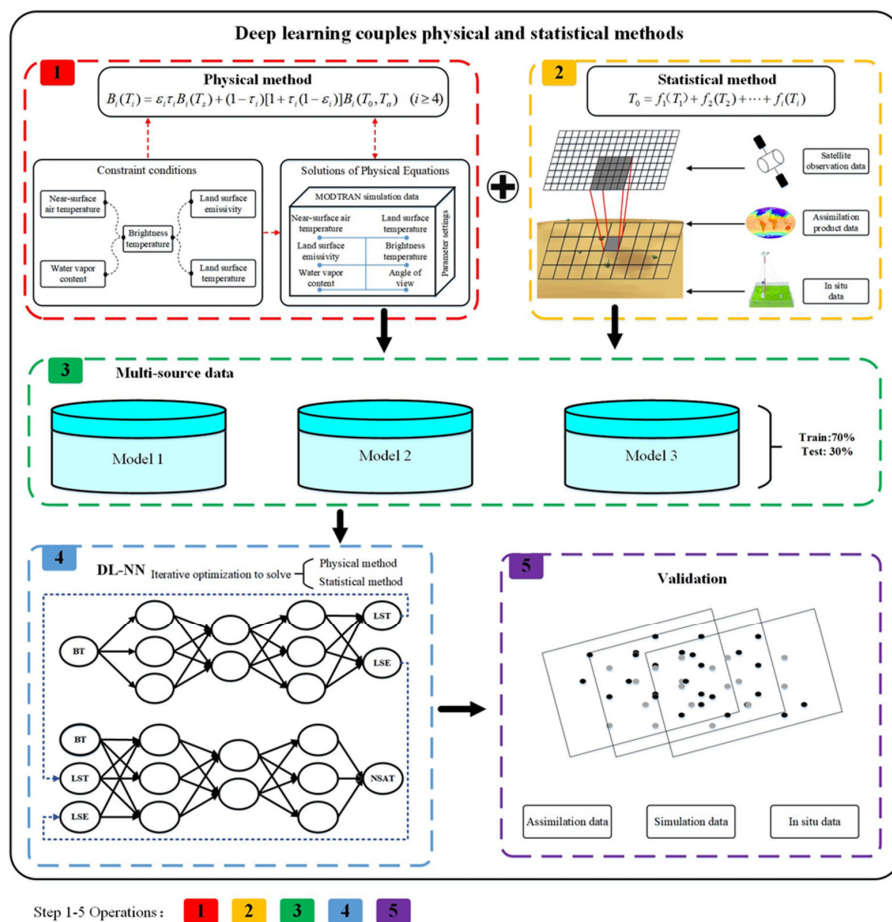 Deep learning couples physical and statistical methods
1
Physical method
B_i(T_i) = ε_iτ_iB_i(T_s) + (1−τ_i)[1+τ_i(1−ε_i)]B_i(T_0,T_a)   (i ≥ 4)
Constraint conditions
Near-surface
air temperature
Land surface
emissivity
Brightness
temperature
Water vapor
content
Land surface
temperature
Solutions of Physical Equations
MODTRAN simulation data
Near-surface air
temperature
Land surface
temperature
Land surface
emissivity
Brightness
temperature
Water vapor
content
Angle of
view
Parameter settings
2
Statistical method
T_0 = f_1(T_1) + f_2(T_2) + ⋯ + f_i(T_i)
Satellite
observation data
Assimilation
product data
In situ
data
3
Multi-source data
Model 1
Model 2
Model 3
Train:70%
Test: 30%
4
DL-NN
Iterative optimization to solve
Physical method
Statistical method
BT
LST
LSE
BT
LST
LSE
NSAT
5
Validation
Assimilation data
Simulation data
In situ data
Step 1-5 Operations :
1
2
3
4
5